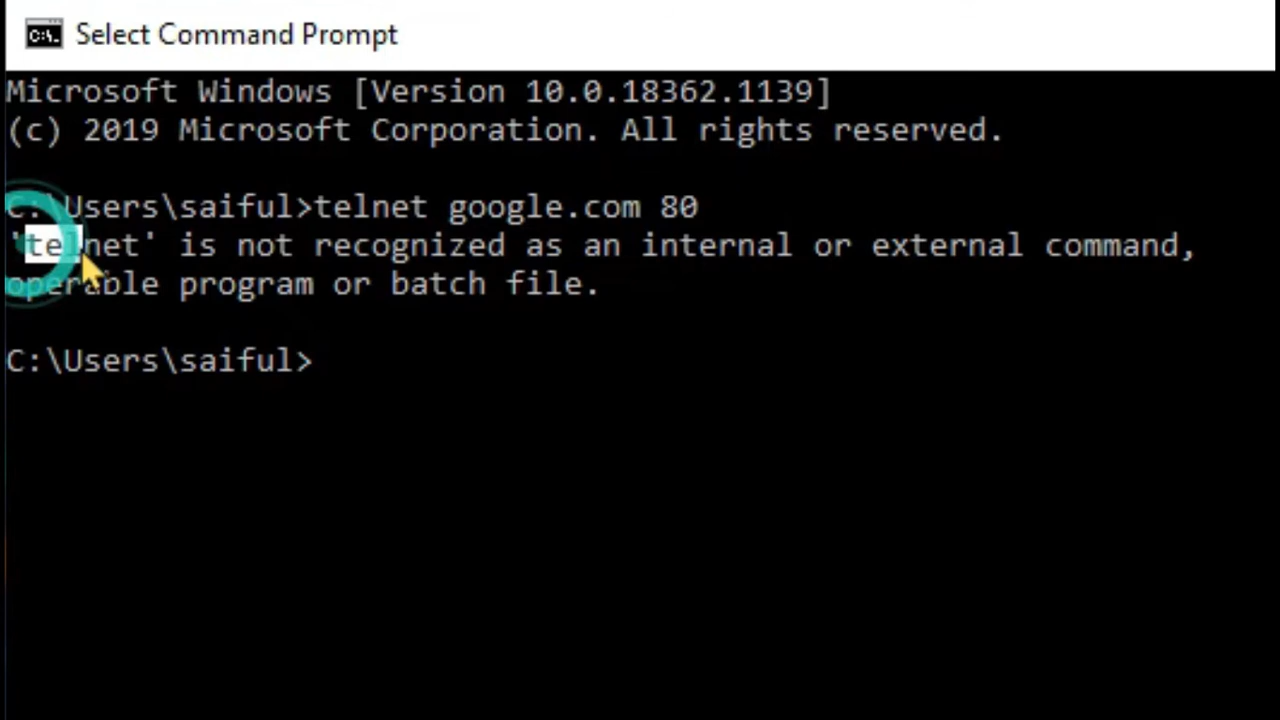 Select Command Prompt
Microsoft Windows [Version 10.0.18362.1139]
(c) 2019 Microsoft Corporation. All rights reserved.
C:\Users\saiful>telnet google.com 80
'telnet' is not recognized as an internal or external command,
operable program or batch file.
C:\Users\saiful>